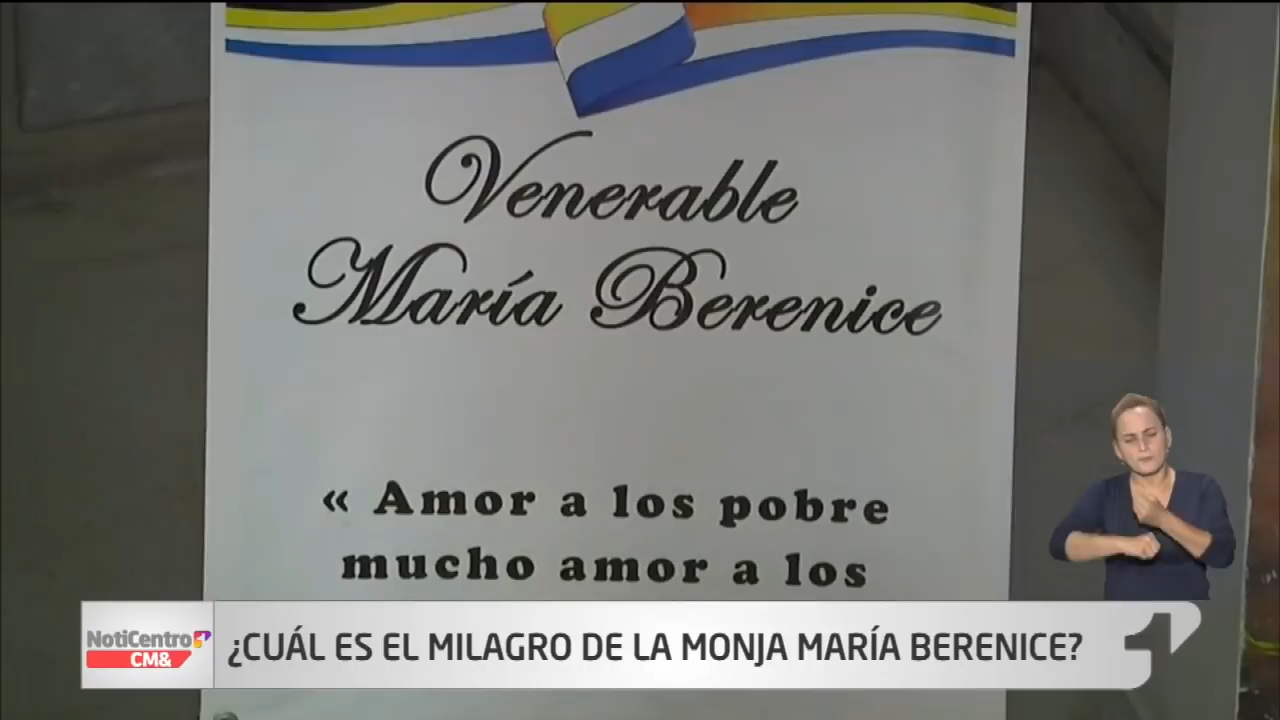 Venerable
María Berenice
« Amor a los pobre
mucho amor a los
NotiCentro 1
CM&
¿CUÁL ES EL MILAGRO DE LA MONJA MARÍA BERENICE?
1